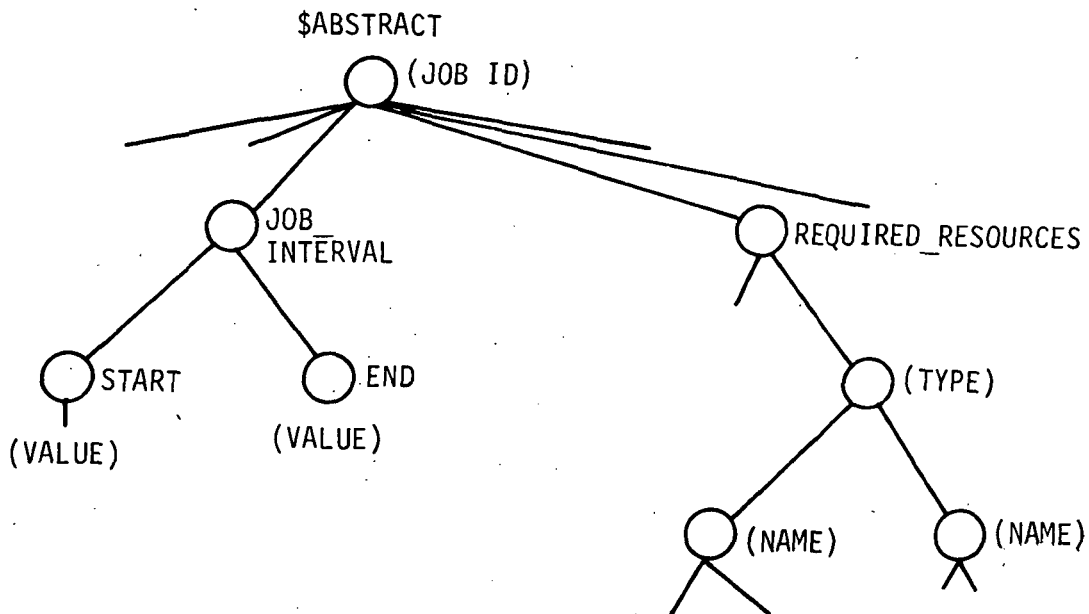 $ABSTRACT
(JOB ID)
JOB_
INTERVAL
REQUIRED_RESOURCES
START
END
(TYPE)
(VALUE)
(VALUE)
(NAME)
(NAME)